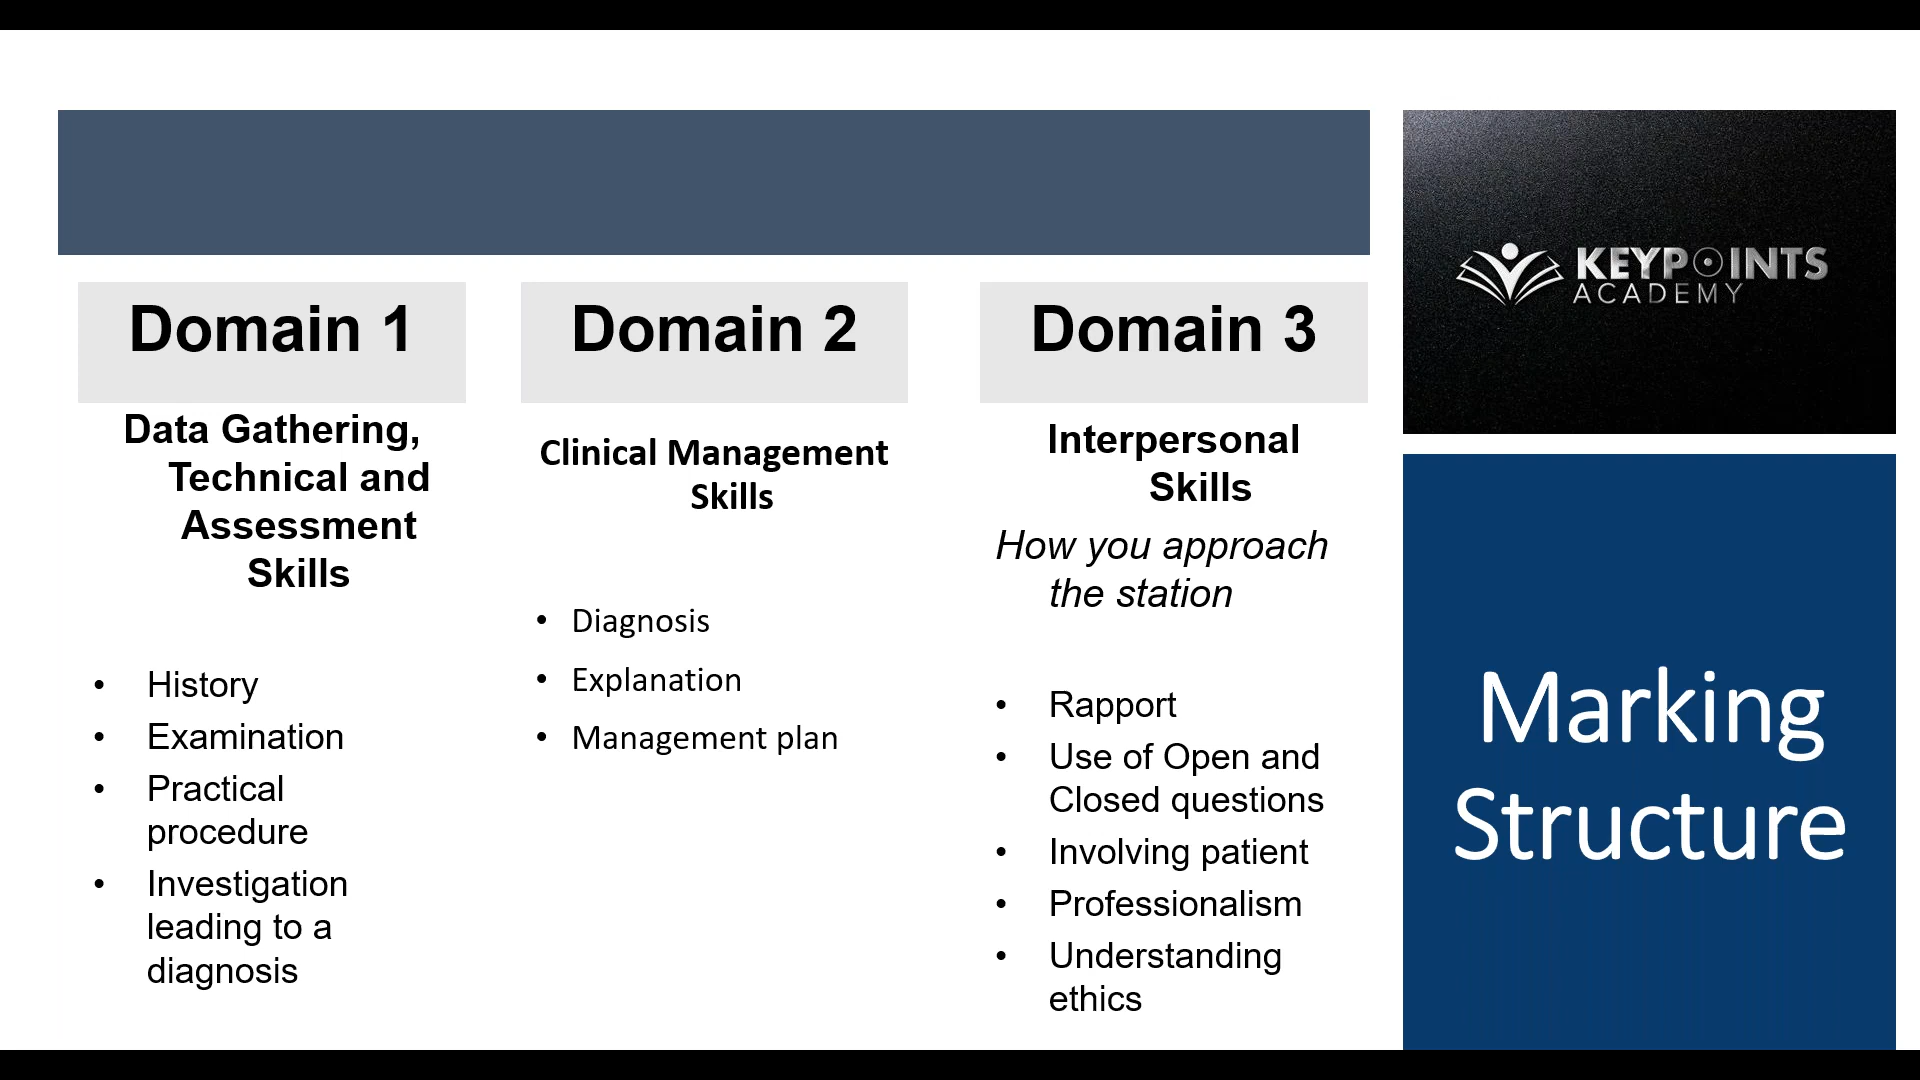 Domain 1
Data Gathering,
Technical and
Assessment
Skills
• History
• Examination
• Practical
procedure
• Investigation
leading to a
diagnosis
Domain 2
Clinical Management
Skills
• Diagnosis
• Explanation
• Management plan
Domain 3
Interpersonal
Skills
How you approach
the station
• Rapport
• Use of Open and
Closed questions
• Involving patient
• Professionalism
• Understanding
ethics
KEYPOINTS
ACADEMY
Marking
Structure